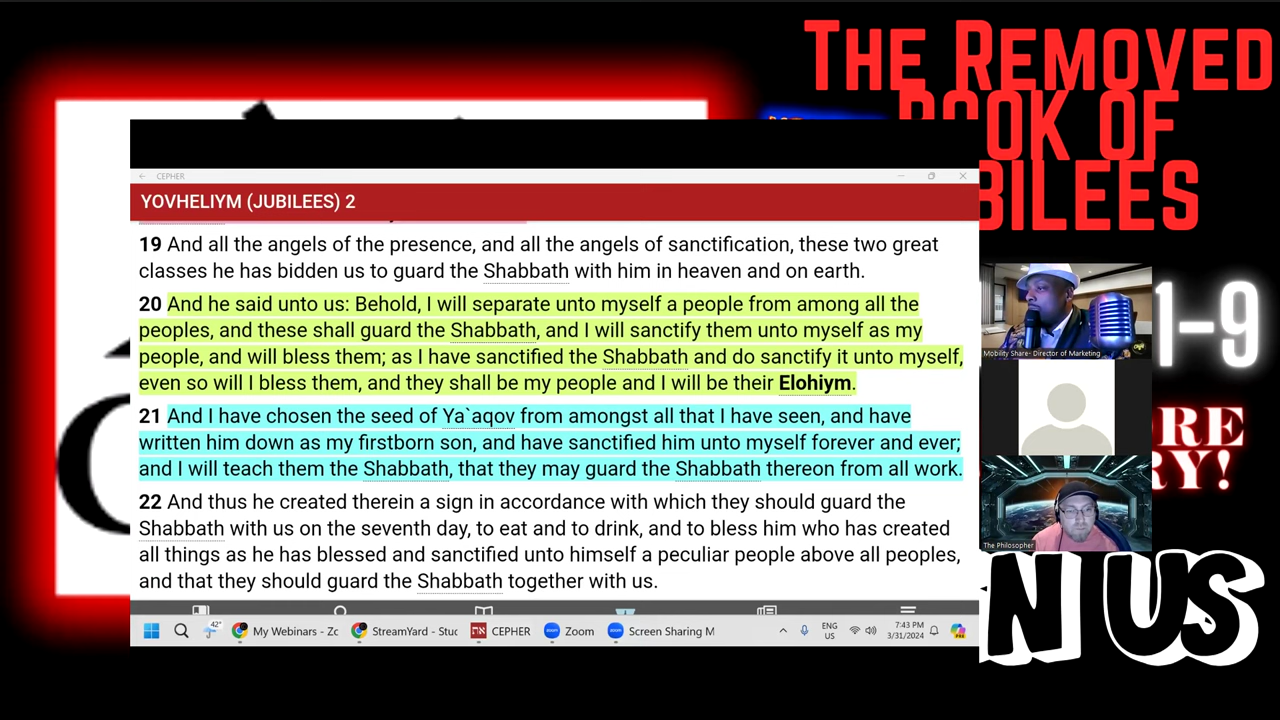 THE REMOVED
BOOK OF
BILEES
1-9
RE
RY!
N US
CEPHER
YOVHELIYM (JUBILEES) 2
19 And all the angels of the presence, and all the angels of sanctification, these two great
classes he has bidden us to guard the Shabbath with him in heaven and on earth.
20 And he said unto us: Behold, I will separate unto myself a people from among all the
peoples, and these shall guard the Shabbath, and I will sanctify them unto myself as my
people, and will bless them; as I have sanctified the Shabbath and do sanctify it unto myself,
even so will I bless them, and they shall be my people and I will be their Elohiym.
21 And I have chosen the seed of Ya`aqov from amongst all that I have seen, and have
written him down as my firstborn son, and have sanctified him unto myself forever and ever;
and I will teach them the Shabbath, that they may guard the Shabbath thereon from all work.
22 And thus he created therein a sign in accordance with which they should guard the
Shabbath with us on the seventh day, to eat and to drink, and to bless him who has created
all things as he has blessed and sanctified unto himself a peculiar people above all peoples,
and that they should guard the Shabbath together with us.
Mobility Share- Director of Marketing
The Philosopher
42°
My Webinars - Zo
StreamYard - Stud
CEPHER
Zoom
Screen Sharing M
ENG
US
7:43 PM
3/31/2024